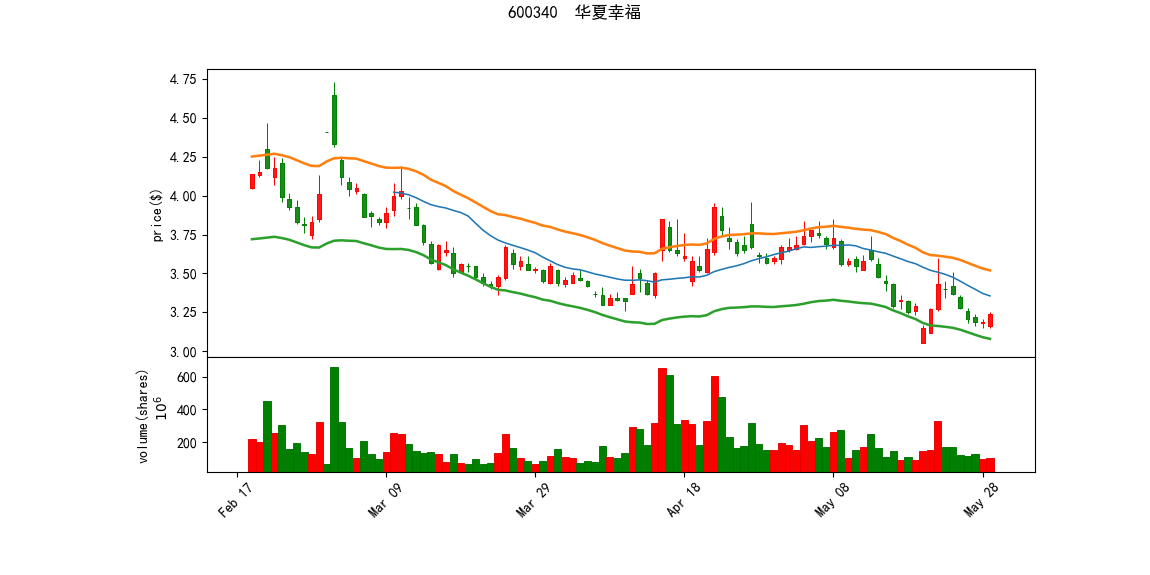 600340 华夏幸福
price($)
4.75
4.50
4.25
4.00
3.75
3.50
3.25
3.00
volume(shares)
10^6
600
400
200
Feb 17
Mar 09
Mar 29
Apr 18
May 08
May 28